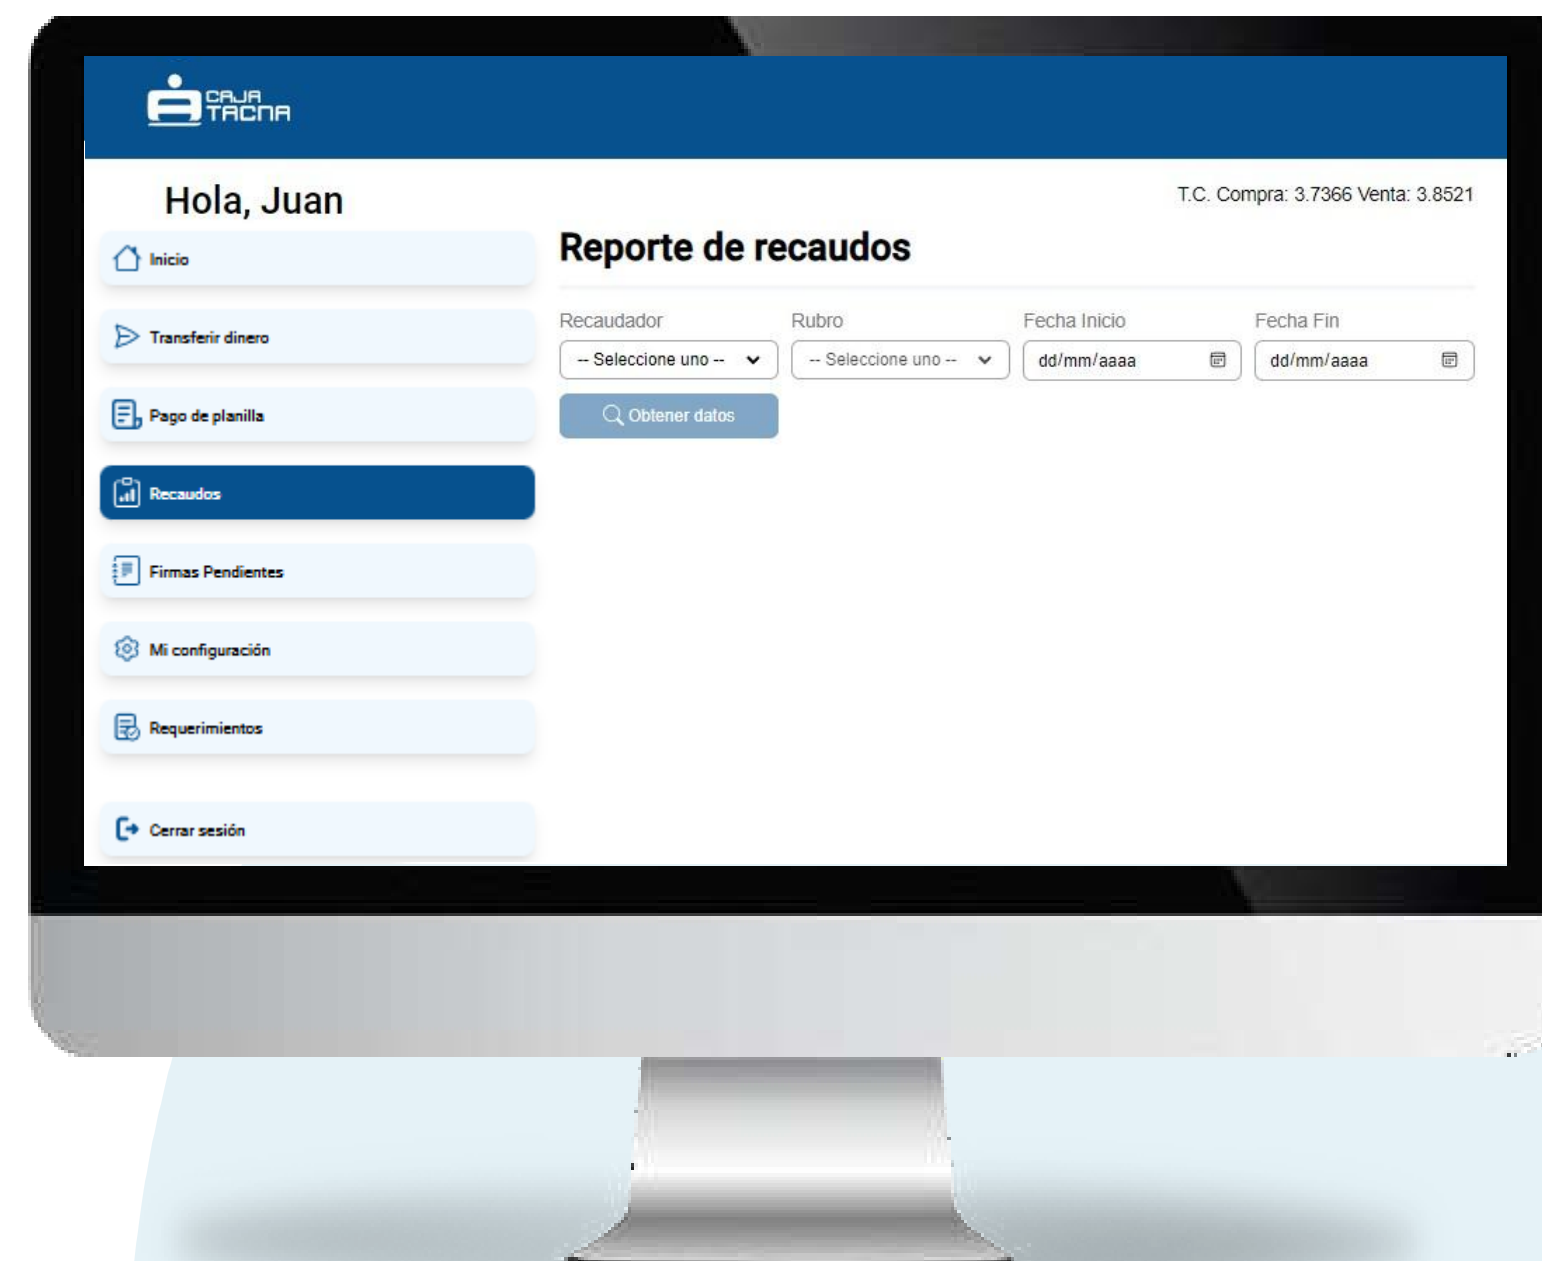 CAJA
TACNA
Hola, Juan
T.C. Compra: 3.7366 Venta: 3.8521
Inicio
Transferir dinero
Pago de planilla
Recaudos
Firmas Pendientes
Mi configuración
Requerimientos
Cerrar sesión
Reporte de recaudos
Recaudador Rubro Fecha Inicio Fecha Fin
-- Seleccione uno -- -- Seleccione uno -- dd/mm/aaaa dd/mm/aaaa
Obtener datos